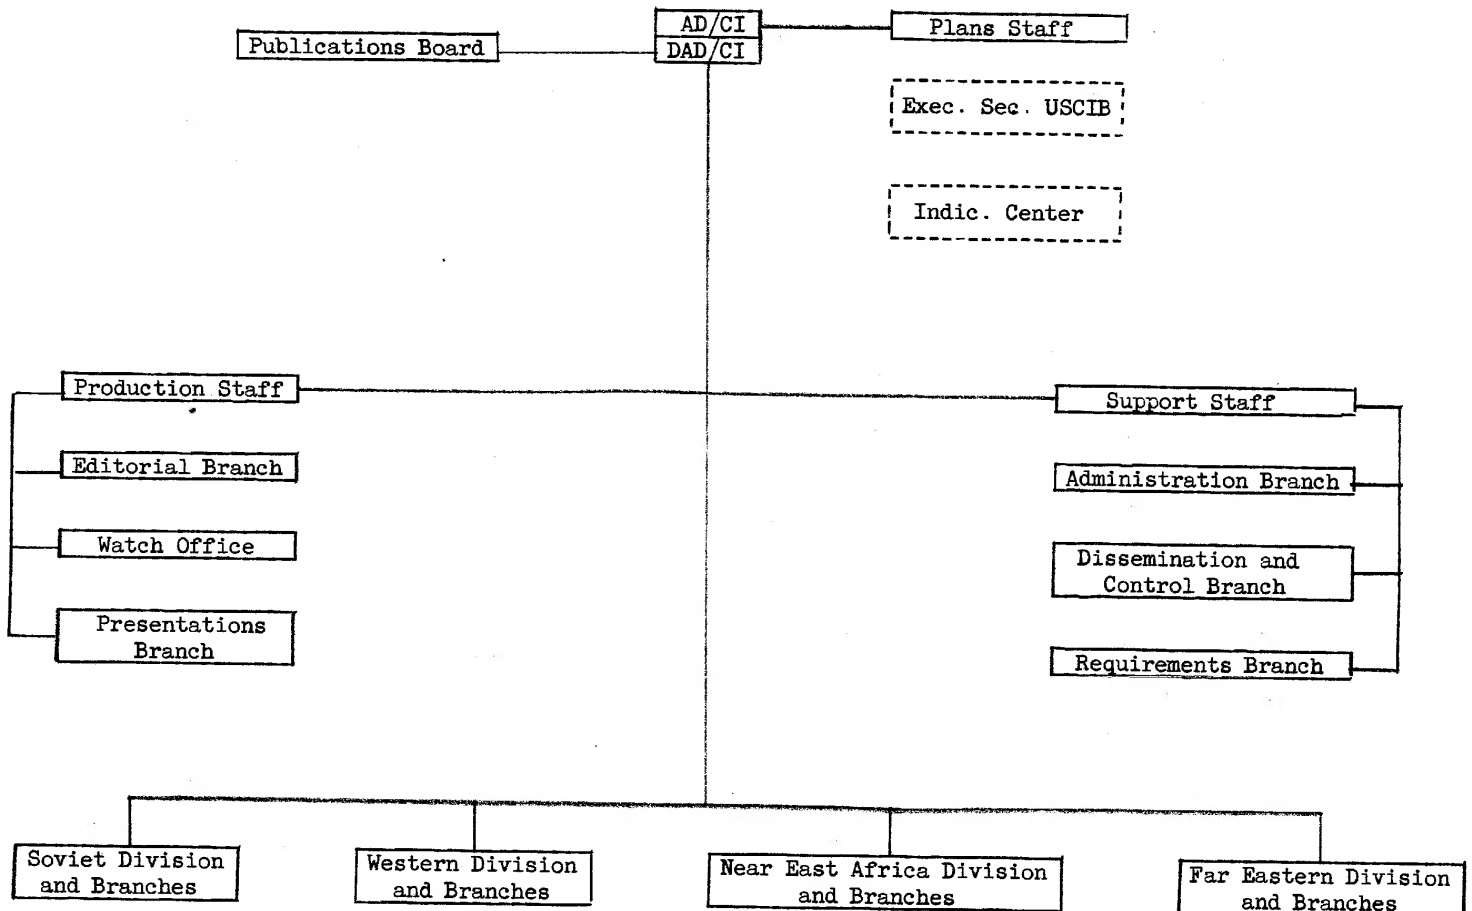 AD/CI
DAD/CI
Publications Board
Plans Staff
Exec. Sec. USCIB
Indic. Center
Production Staff
Editorial Branch
Watch Office
Presentations
Branch
Support Staff
Administration Branch
Dissemination and
Control Branch
Requirements Branch
Soviet Division
and Branches
Western Division
and Branches
Near East Africa Division
and Branches
Far Eastern Division
and Branches